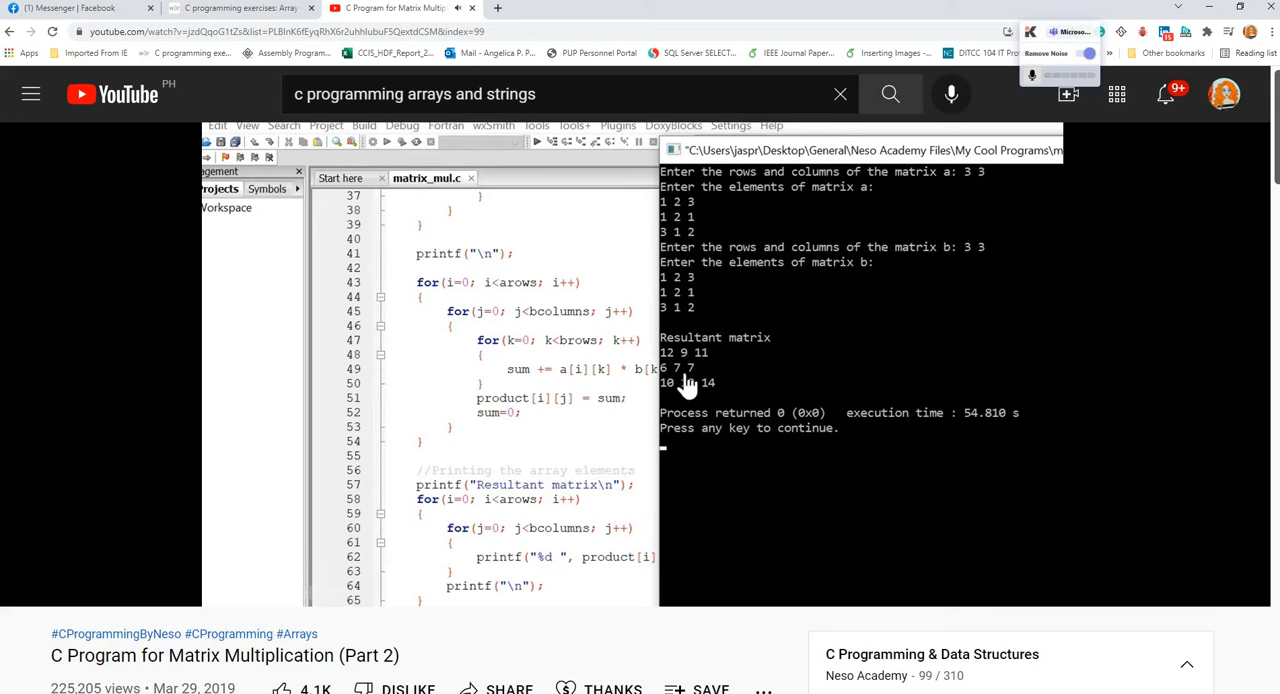 (1) Messenger | Facebook
C programming exercises: Array
C Program for Matrix Multip
youtube.com/watch?v=jzdQqoG1tZs&list=PLBlnK6fEyqRhX6r2uhhlubuF5QextdCSM&index=99
Apps
Imported From IE
C programming exe...
Assembly Program...
CCIS_HDF_Report_2...
Mail - Angelica P. P...
PUP Personnel Portal
SQL Server SELECT...
IEEE Journal Paper...
Inserting Images -...
DITCC 104 IT Pr
Microso...
15
»
Other bookmarks
Reading list
Remove Noise
YouTube PH
c programming arrays and strings
9+
Edit View Search Project Build Debug Fortran wxSmith Tools Tools+ Plugins DoxyBlocks Settings Help
"C:\Users\jaspr\Desktop\General\Neso Academy Files\My Cool Programs\m
agement
Start here
matrix_mul.c
Projects
Symbols
Workspace
37 }
38 }
39 }
40
41 printf("\n");
42
43 for(i=0; i<arows; i++)
44 {
45 for(j=0; j<bcolumns; j++)
46 {
47 for(k=0; k<brows; k++)
48 {
49 sum += a[i][k] * b[k
50 }
51 product[i][j] = sum;
52 sum=0;
53 }
54 }
55
56 //Printing the array elements
57 printf("Resultant matrix\n");
58 for(i=0; i<arows; i++)
59 {
60 for(j=0; j<bcolumns; j++)
61 {
62 printf("%d ", product[i]
63 }
64 printf("\n");
65 }
Enter the rows and columns of the matrix a: 3 3
Enter the elements of matrix a:
1 2 3
1 2 1
3 1 2
Enter the rows and columns of the matrix b: 3 3
Enter the elements of matrix b:
1 2 3
1 2 1
3 1 2
Resultant matrix
12 9 11
6 7 7
10 14
Process returned 0 (0x0) execution time : 54.810 s
Press any key to continue.
#CProgrammingByNeso #CProgramming #Arrays
C Program for Matrix Multiplication (Part 2)
225,205 views • Mar 29, 2019
4.1K
DISLIKE
SHARE
THANKS
SAVE
...
C Programming & Data Structures
Neso Academy - 99 / 310